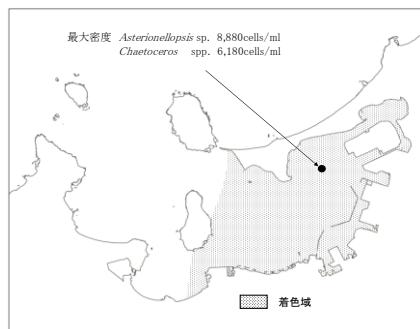 最大密度 Asterionellopsis sp. 8,880cells/ml
Chaetoceros spp. 6,180cells/ml
着色域